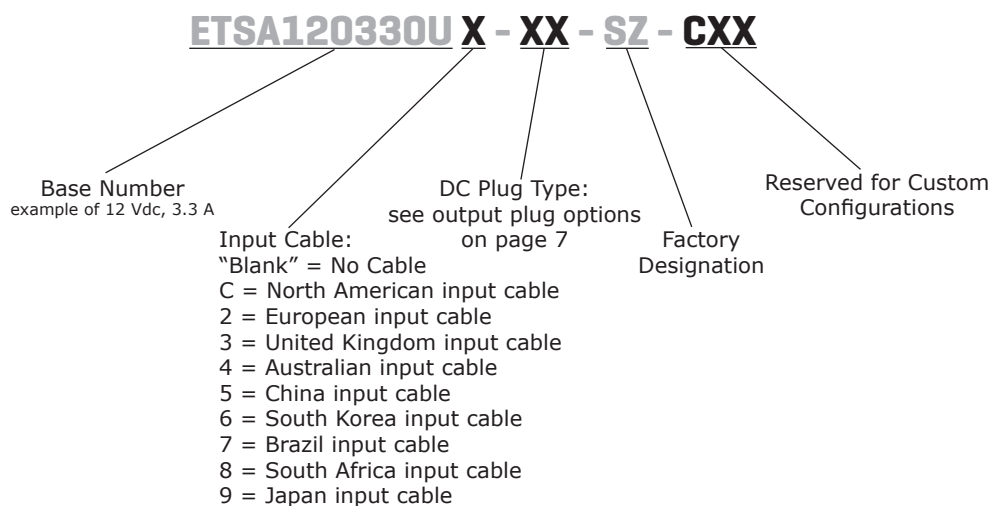 ETSA120330U X - XX - SZ - CXX
Base Number
example of 12 Vdc, 3.3 A
Input Cable:
“Blank” = No Cable
C = North American input cable
2 = European input cable
3 = United Kingdom input cable
4 = Australian input cable
5 = China input cable
6 = South Korea input cable
7 = Brazil input cable
8 = South Africa input cable
9 = Japan input cable
DC Plug Type:
see output plug options
on page 7
Factory
Designation
Reserved for Custom
Configurations